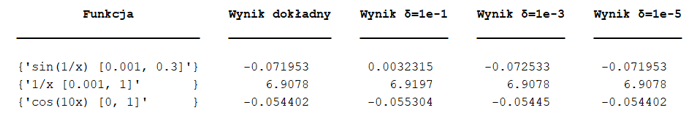 Funkcja Wynik dokładny Wynik δ=1e-1 Wynik δ=1e-3 Wynik δ=1e-5
{'sin(1/x) [0.001, 0.3]'} -0.071953 0.0032315 -0.072533 -0.071953
{'1/x [0.001, 1]' } 6.9078 6.9197 6.9078 6.9078
{'cos(10x) [0, 1]' } -0.054402 -0.055304 -0.05445 -0.054402